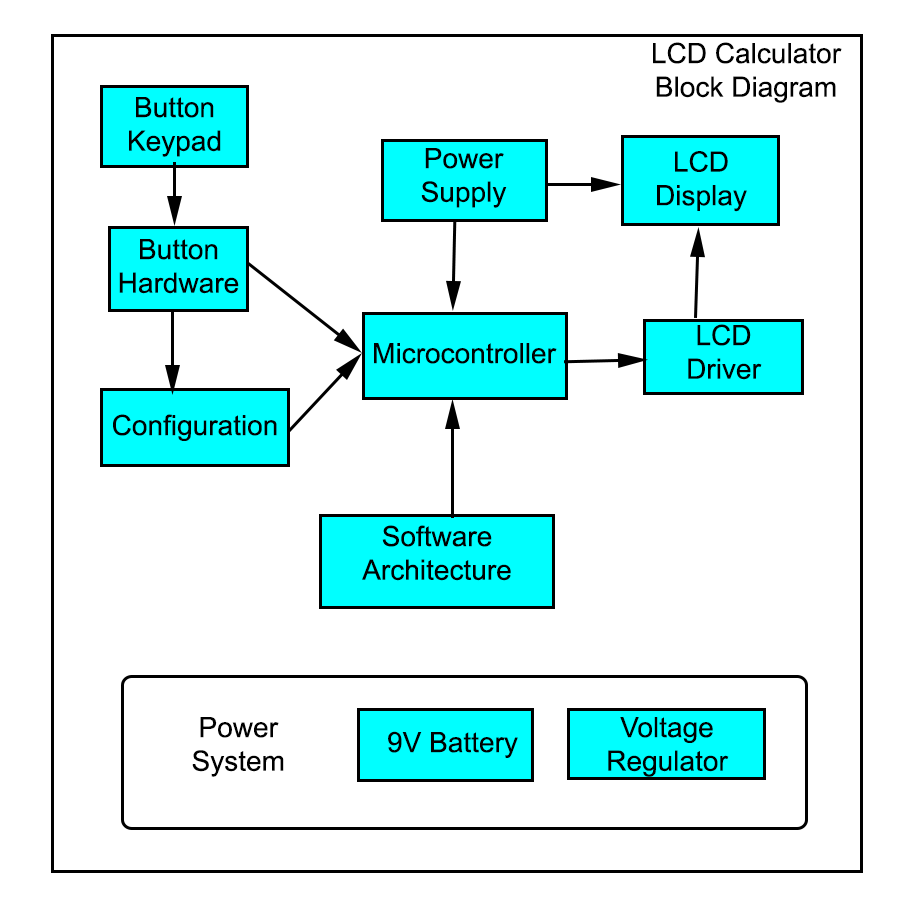 LCD Calculator
Block Diagram
Button
Keypad
Power
Supply
LCD
Display
Button
Hardware
Microcontroller
LCD
Driver
Configuration
Software
Architecture
Power
System
9V Battery
Voltage
Regulator